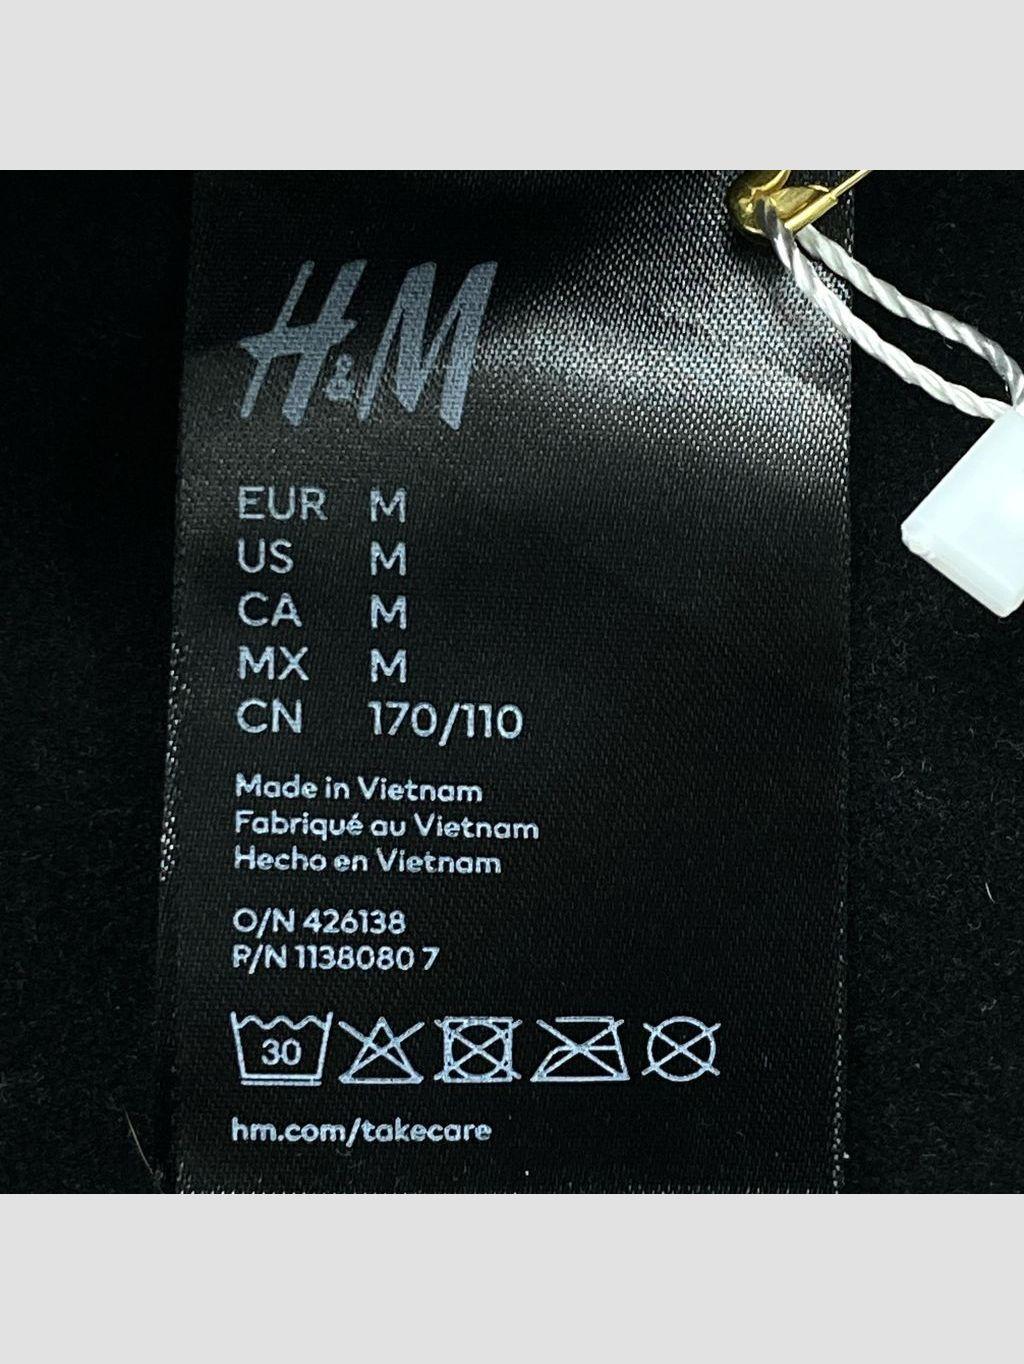 H&M
EUR M
US M
CA M
MX M
CN 170/110
Made in Vietnam
Fabriqué au Vietnam
Hecho en Vietnam
O/N 426138
P/N 1138080 7
30
hm.com/takecare